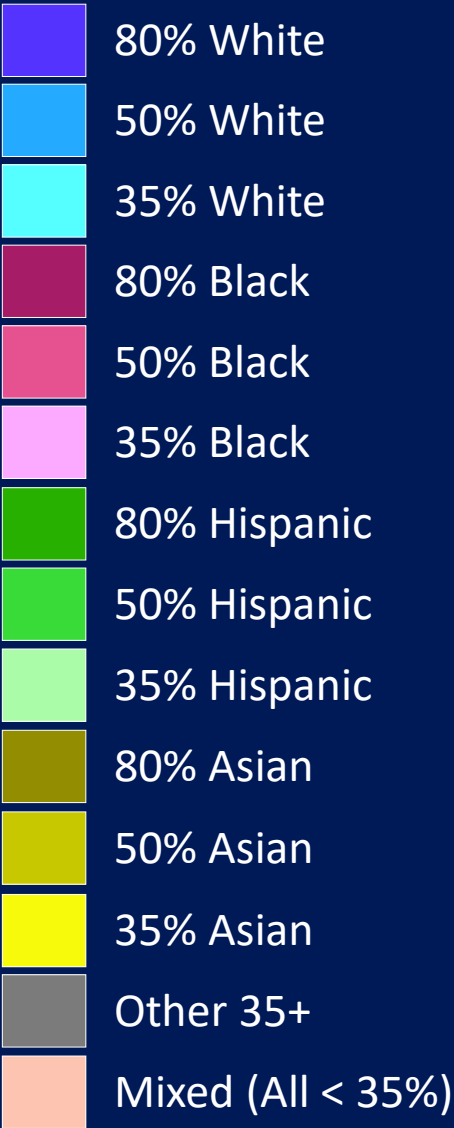 80% White
50% White
35% White
80% Black
50% Black
35% Black
80% Hispanic
50% Hispanic
35% Hispanic
80% Asian
50% Asian
35% Asian
Other 35+
Mixed (All < 35%)